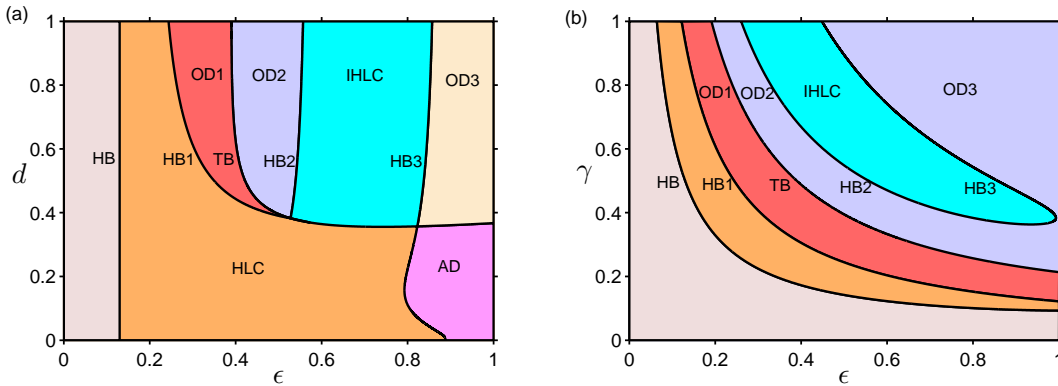 (a)
1
0.8
0.6
0.4
0.2
0
d
OD1
OD2
IHLC
OD3
HB
HB1
TB
HB2
HB3
HLC
AD
0 0.2 0.4 0.6 0.8 1
ϵ
(b)
1
0.8
0.6
0.4
0.2
0
γ
OD1
OD2
IHLC
OD3
HB
HB1
TB
HB2
HB3
0 0.2 0.4 0.6 0.8 1
ϵ